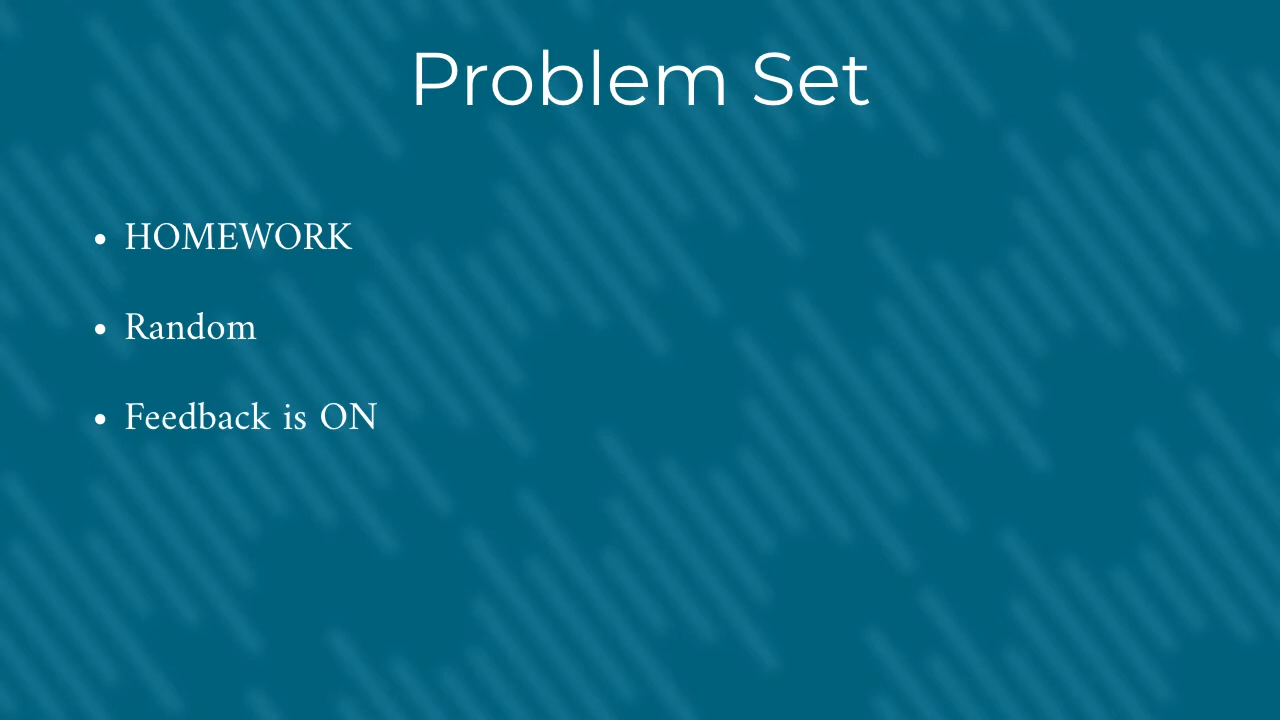 Problem Set
• HOMEWORK
• Random
• Feedback is ON